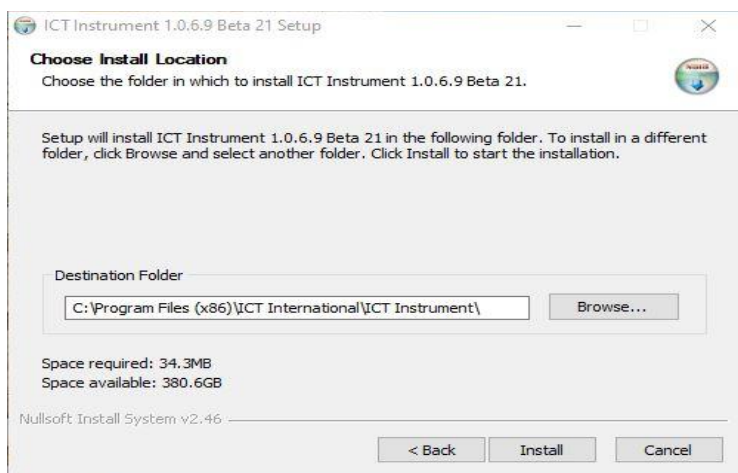 ICT Instrument 1.0.6.9 Beta 21 Setup
Choose Install Location
Choose the folder in which to install ICT Instrument 1.0.6.9 Beta 21.
Setup will install ICT Instrument 1.0.6.9 Beta 21 in the following folder. To install in a different
folder, click Browse and select another folder. Click Install to start the installation.
Destination Folder
C:\Program Files (x86)\ICT International\ICT Instrument\
Browse...
Space required: 34.3MB
Space available: 380.6GB
Nullsoft Install System v2.46
< Back
Install
Cancel